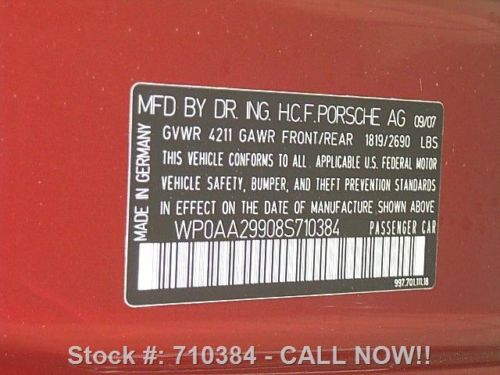 MFD BY DR. ING. H.C.F. PORSCHE AG 09/07
GVWR 4211 GAWR FRONT/REAR 1819/2690 LBS
THIS VEHICLE CONFORMS TO ALL APPLICABLE U.S. FEDERAL MOTOR
VEHICLE SAFETY, BUMPER, AND THEFT PREVENTION STANDARDS
IN EFFECT ON THE DATE OF MANUFACTURE SHOWN ABOVE
WP0AA29908S710384 PASSENGER CAR
MADE IN GERMANY
997.701.111.18
Stock #: 710384 - CALL NOW!!